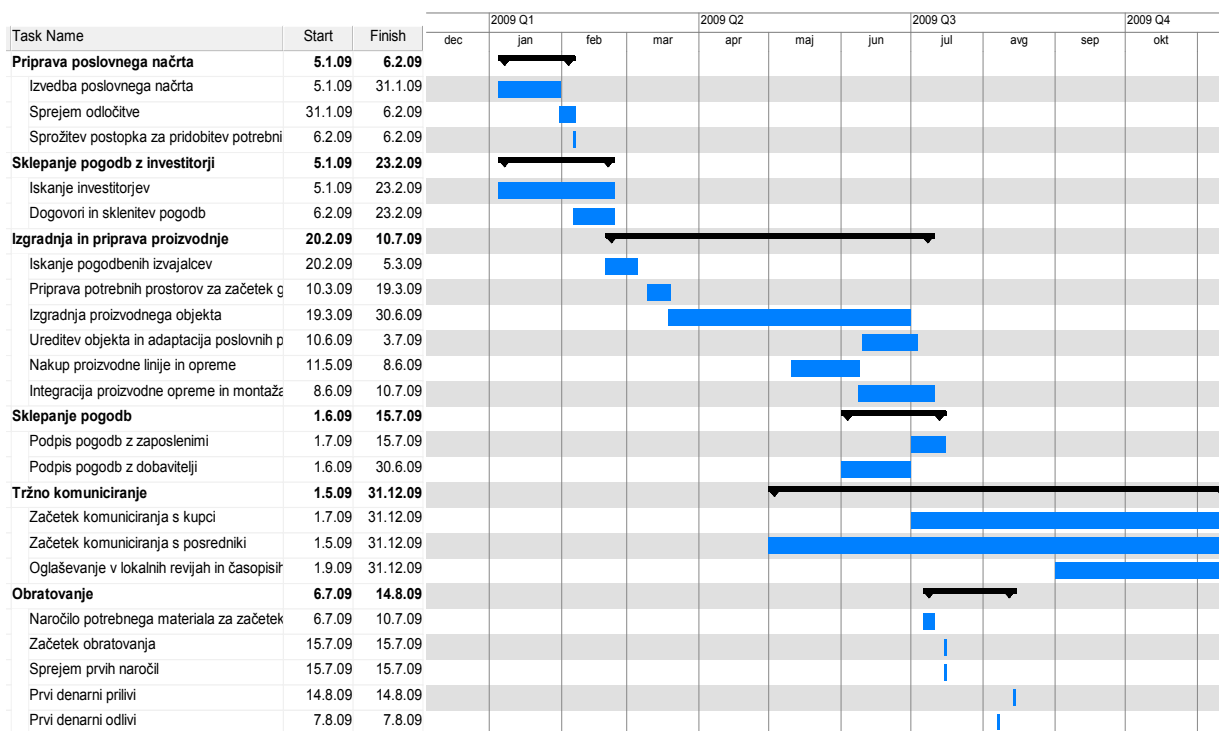 2009 Q1 2009 Q2 2009 Q3 2009 Q4
Task Name Start Finish dec jan feb mar apr maj jun jul avg sep okt
Priprava poslovnega načrta 5.1.09 6.2.09
Izvedba poslovnega načrta 5.1.09 31.1.09
Sprejem odločitve 31.1.09 6.2.09
Sprožitev postopka za pridobitev potrebni 6.2.09 6.2.09
Sklepanje pogodb z investitorji 5.1.09 23.2.09
Iskanje investitorjev 5.1.09 23.2.09
Dogovori in sklenitev pogodb 6.2.09 23.2.09
Izgradnja in priprava proizvodnje 20.2.09 10.7.09
Iskanje pogodbenih izvajalcev 20.2.09 5.3.09
Priprava potrebnih prostorov za začetek g 10.3.09 19.3.09
Izgradnja proizvodnega objekta 19.3.09 30.6.09
Ureditev objekta in adaptacija poslovnih p 10.6.09 3.7.09
Nakup proizvodne linije in opreme 11.5.09 8.6.09
Integracija proizvodne opreme in montaža 8.6.09 10.7.09
Sklepanje pogodb 1.6.09 15.7.09
Podpis pogodb z zaposlenimi 1.7.09 15.7.09
Podpis pogodb z dobavitelji 1.6.09 30.6.09
Tržno komuniciranje 1.5.09 31.12.09
Začetek komuniciranja s kupci 1.7.09 31.12.09
Začetek komuniciranja s posredniki 1.5.09 31.12.09
Oglaševanje v lokalnih revijah in časopisih 1.9.09 31.12.09
Obratovanje 6.7.09 14.8.09
Naročilo potrebnega materiala za začetek 6.7.09 10.7.09
Začetek obratovanja 15.7.09 15.7.09
Sprejem prvih naročil 15.7.09 15.7.09
Prvi denarni prilivi 14.8.09 14.8.09
Prvi denarni odlivi 7.8.09 7.8.09